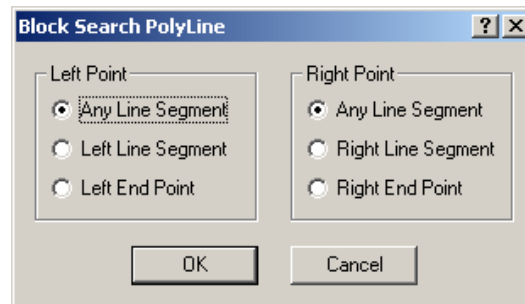 Block Search PolyLine
Left Point
Any Line Segment
Left Line Segment
Left End Point
Right Point
Any Line Segment
Right Line Segment
Right End Point
OK
Cancel